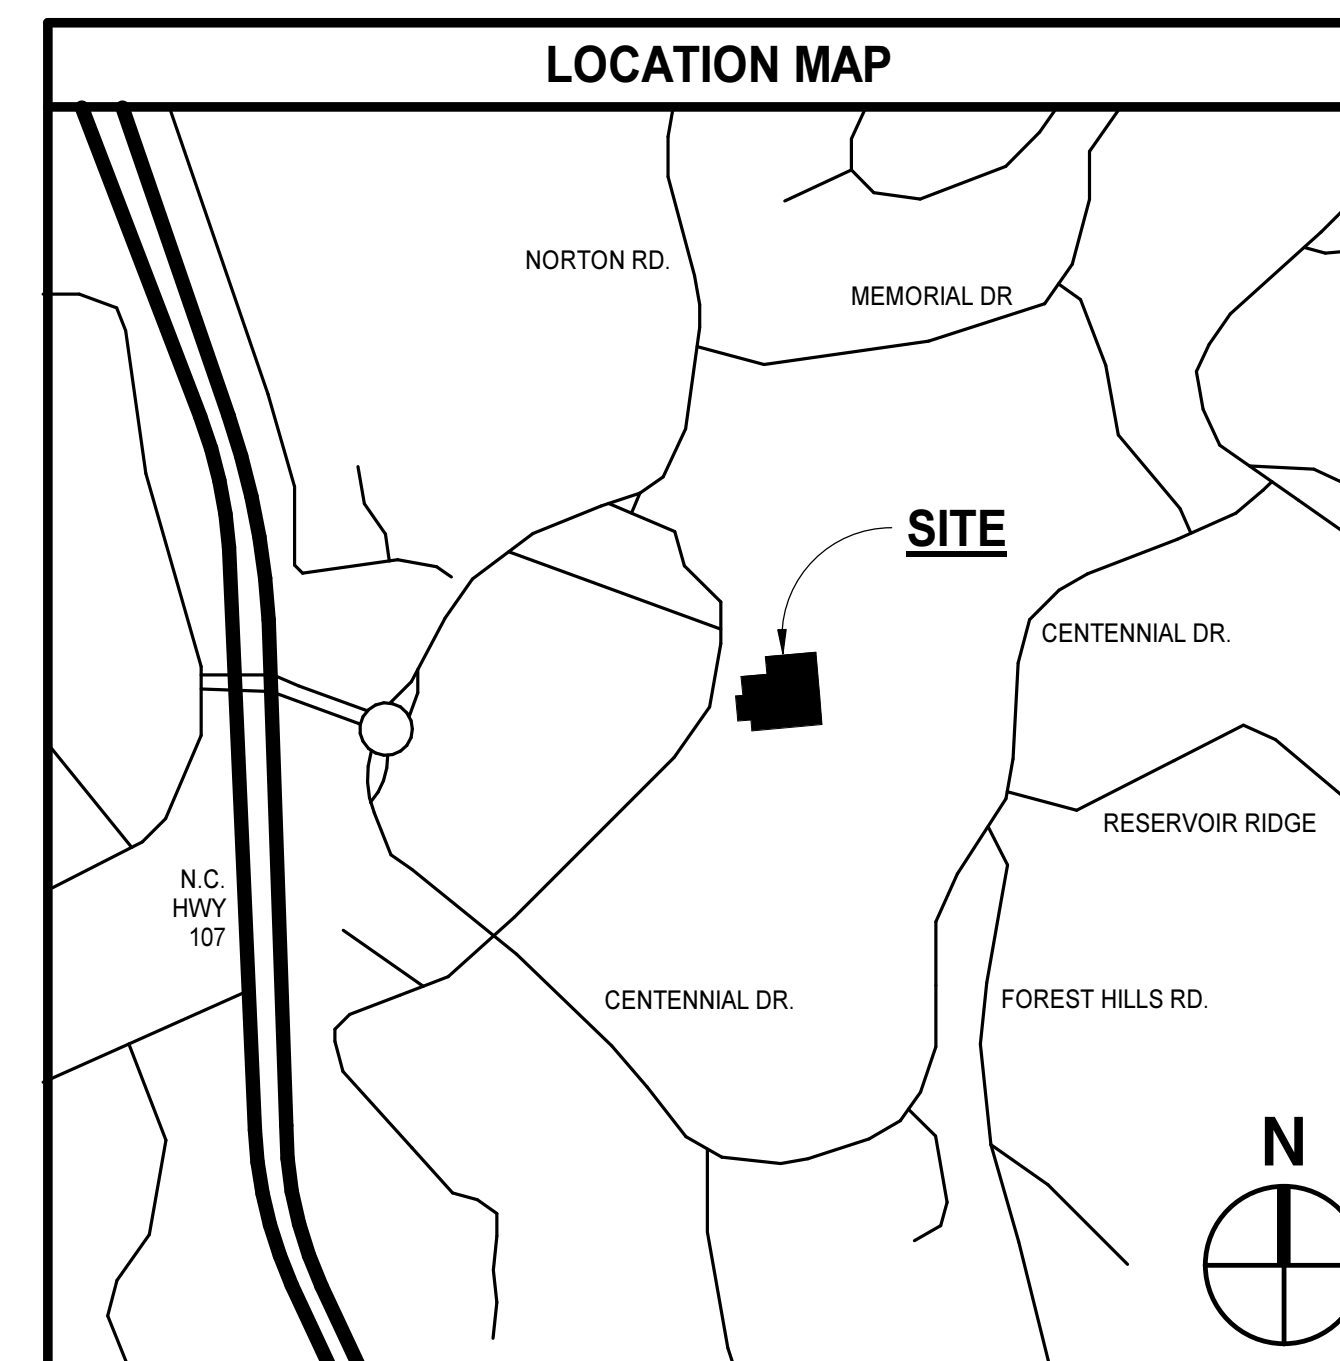 LOCATION MAP
NORTON RD.
MEMORIAL DR
SITE
CENTENNIAL DR.
RESERVOIR RIDGE
N.C.
HWY
107
CENTENNIAL DR.
FOREST HILLS RD.
N